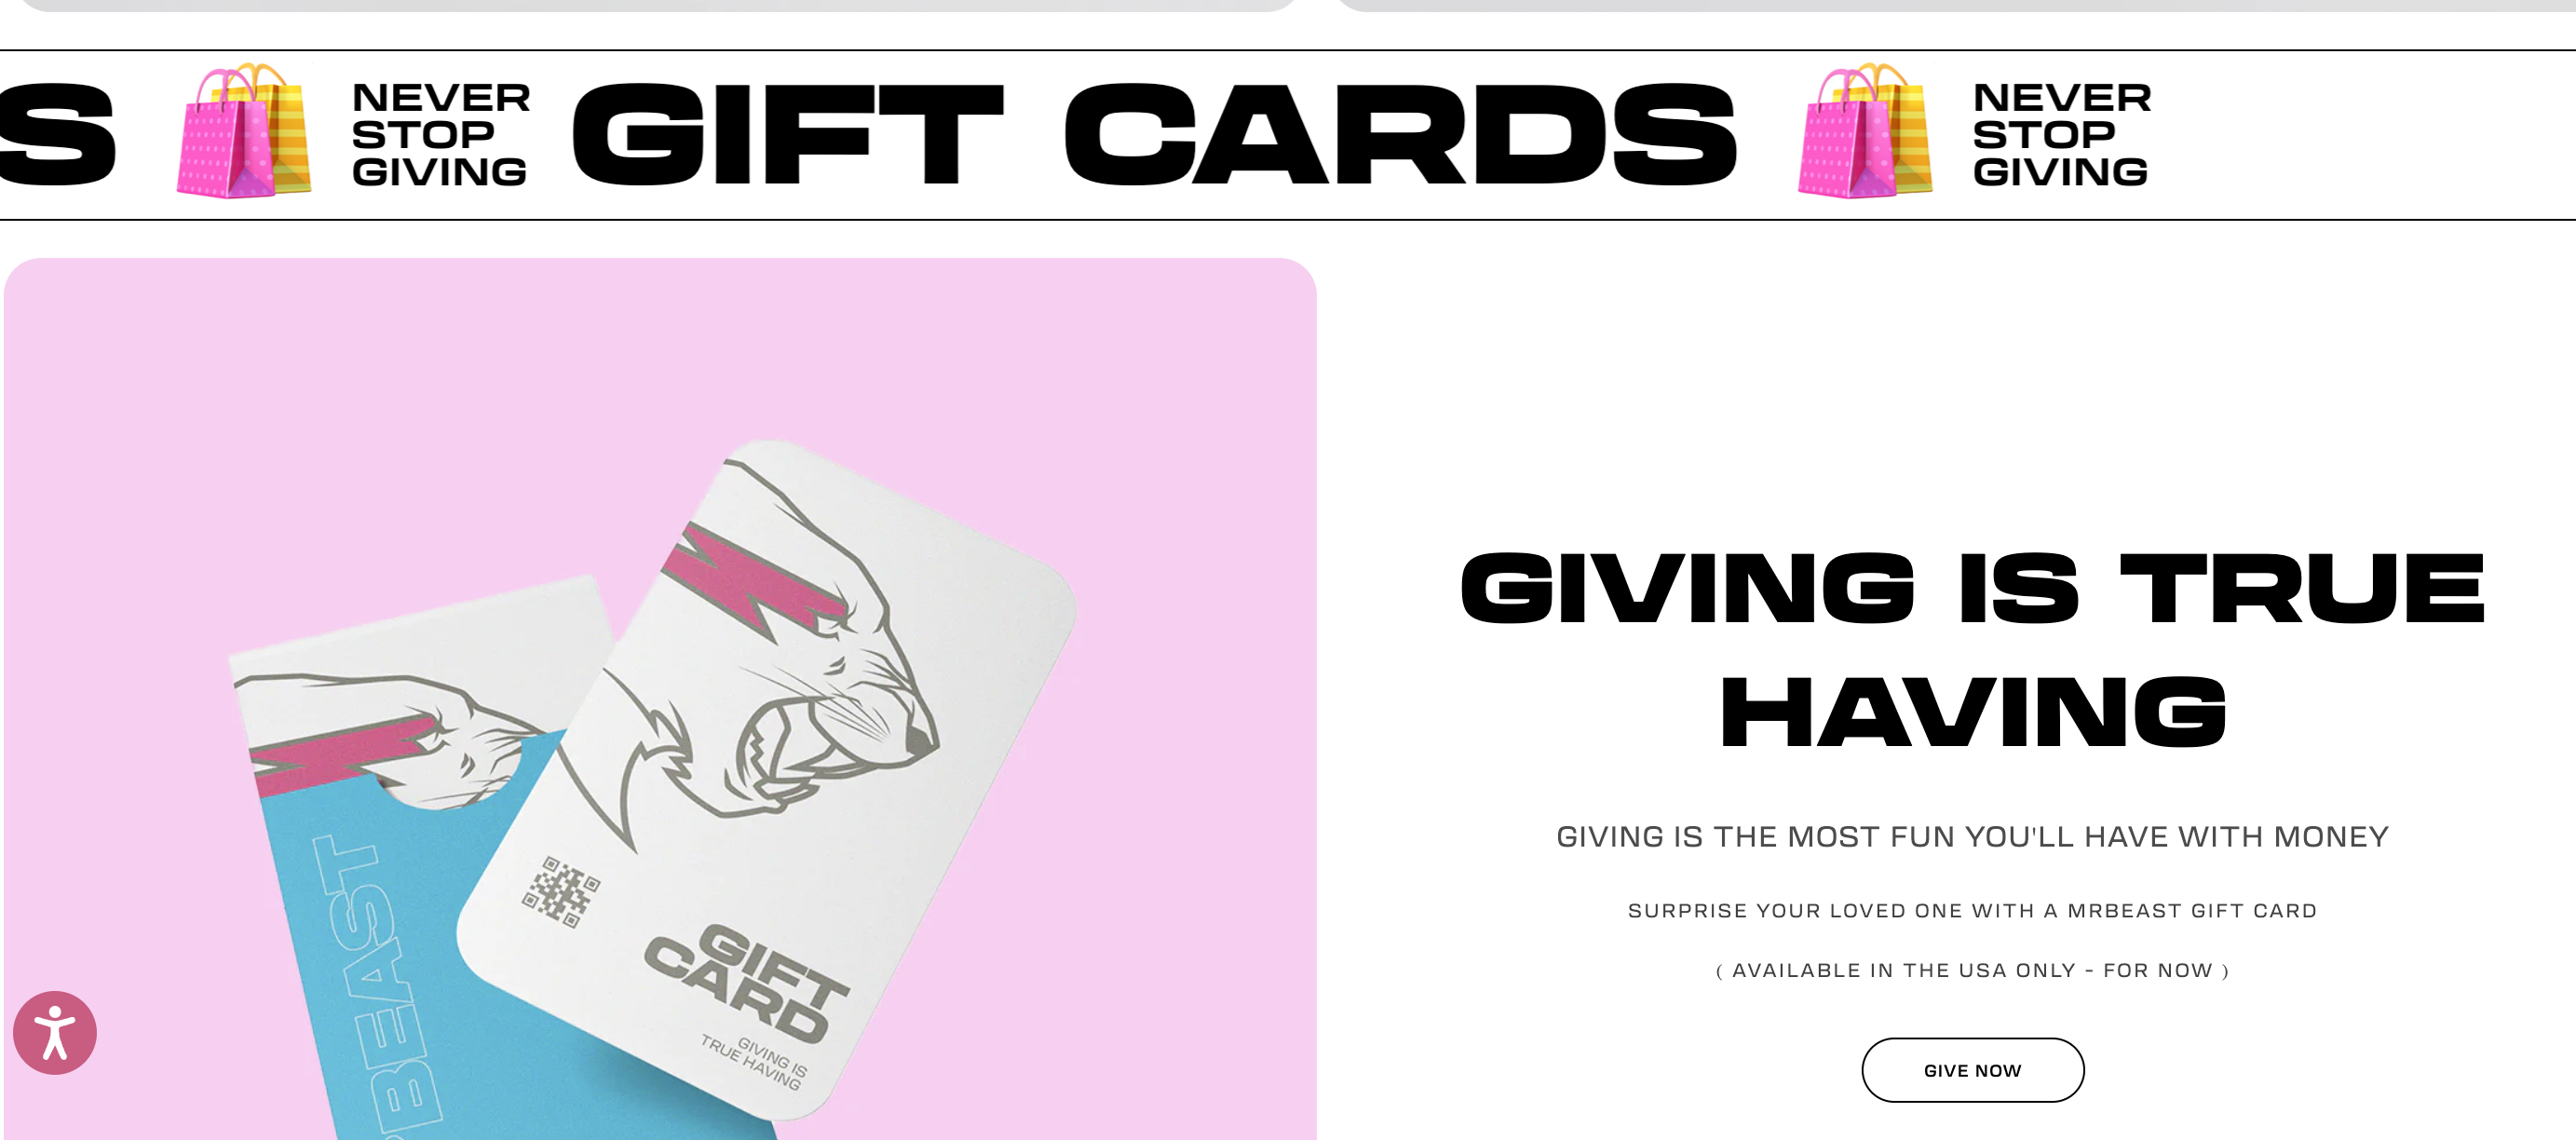 S
NEVER
STOP
GIVING
GIFT CARDS
NEVER
STOP
GIVING
GIFT
CARD
GIVING IS
TRUE HAVING
BEAST
GIVING IS TRUE
HAVING
GIVING IS THE MOST FUN YOU'LL HAVE WITH MONEY
SURPRISE YOUR LOVED ONE WITH A MRBEAST GIFT CARD
( AVAILABLE IN THE USA ONLY - FOR NOW )
GIVE NOW